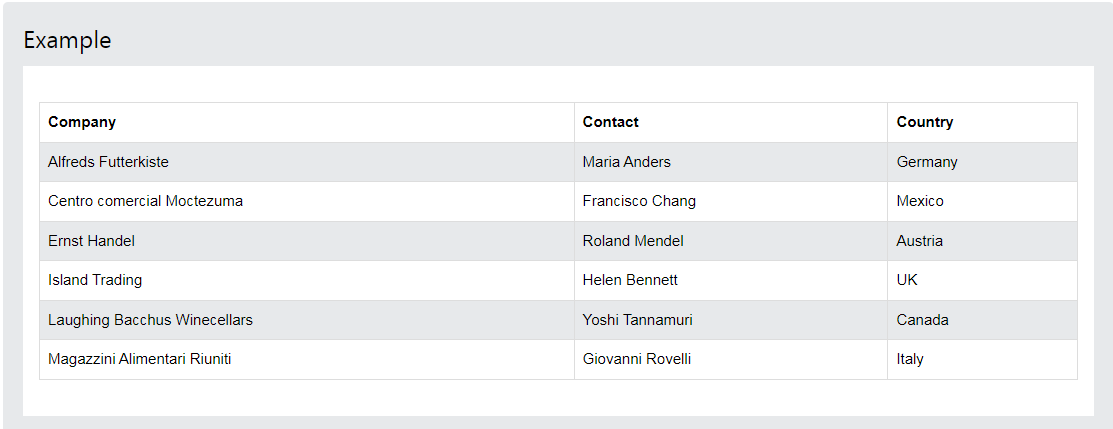 Example
Company Contact Country
Alfreds Futterkiste Maria Anders Germany
Centro comercial Moctezuma Francisco Chang Mexico
Ernst Handel Roland Mendel Austria
Island Trading Helen Bennett UK
Laughing Bacchus Winecellars Yoshi Tannamuri Canada
Magazzini Alimentari Riuniti Giovanni Rovelli Italy